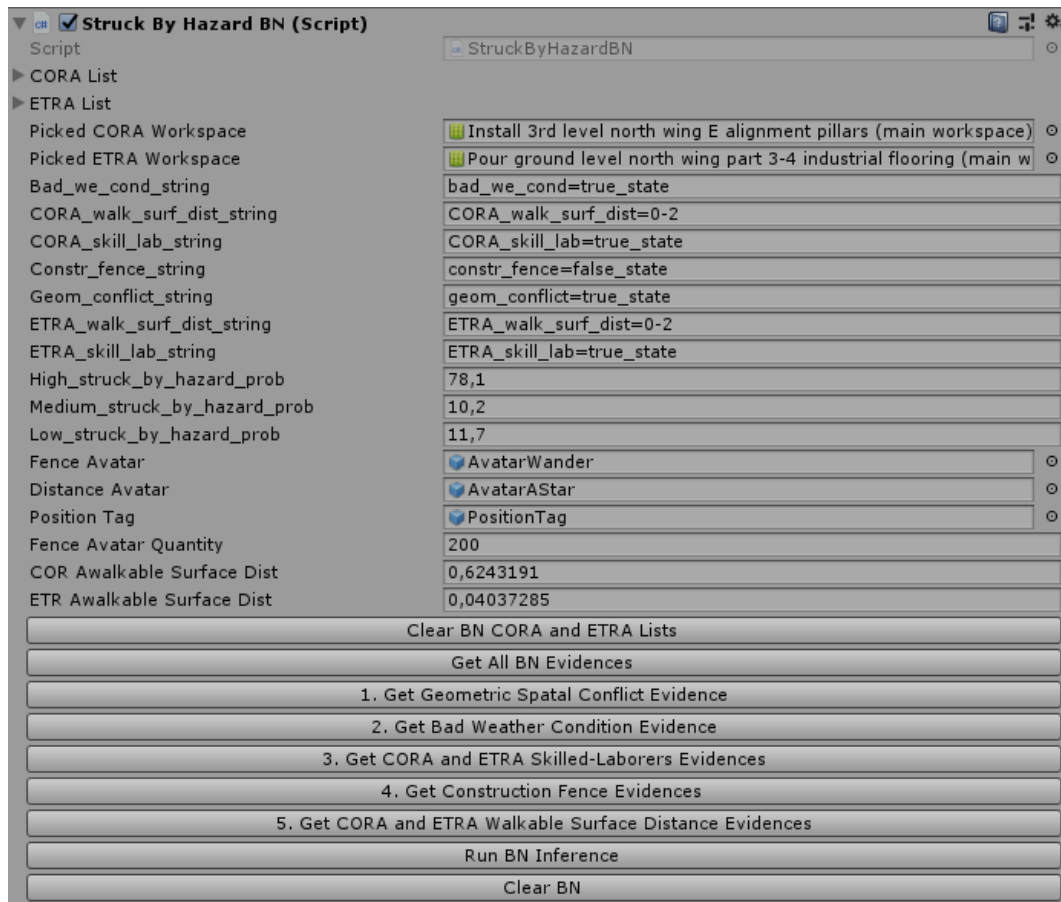 Struck By Hazard BN (Script)
Script StruckByHazardBN
CORA List
ETRA List
Picked CORA Workspace Install 3rd level north wing E alignment pillars (main workspace)
Picked ETRA Workspace Pour ground level north wing part 3-4 industrial flooring (main w
Bad_we_cond_string bad_we_cond=true_state
CORA_walk_surf_dist_string CORA_walk_surf_dist=0-2
CORA_skill_lab_string CORA_skill_lab=true_state
Constr_fence_string constr_fence=false_state
Geom_conflict_string geom_conflict=true_state
ETRA_walk_surf_dist_string ETRA_walk_surf_dist=0-2
ETRA_skill_lab_string ETRA_skill_lab=true_state
High_struck_by_hazard_prob 78,1
Medium_struck_by_hazard_prob 10,2
Low_struck_by_hazard_prob 11,7
Fence Avatar AvatarWander
Distance Avatar AvatarAStar
Position Tag PositionTag
Fence Avatar Quantity 200
COR Awalkable Surface Dist 0,6243191
ETR Awalkable Surface Dist 0,04037285
Clear BN CORA and ETRA Lists
Get All BN Evidences
1. Get Geometric Spatal Conflict Evidence
2. Get Bad Weather Condition Evidence
3. Get CORA and ETRA Skilled-Laborers Evidences
4. Get Construction Fence Evidences
5. Get CORA and ETRA Walkable Surface Distance Evidences
Run BN Inference
Clear BN